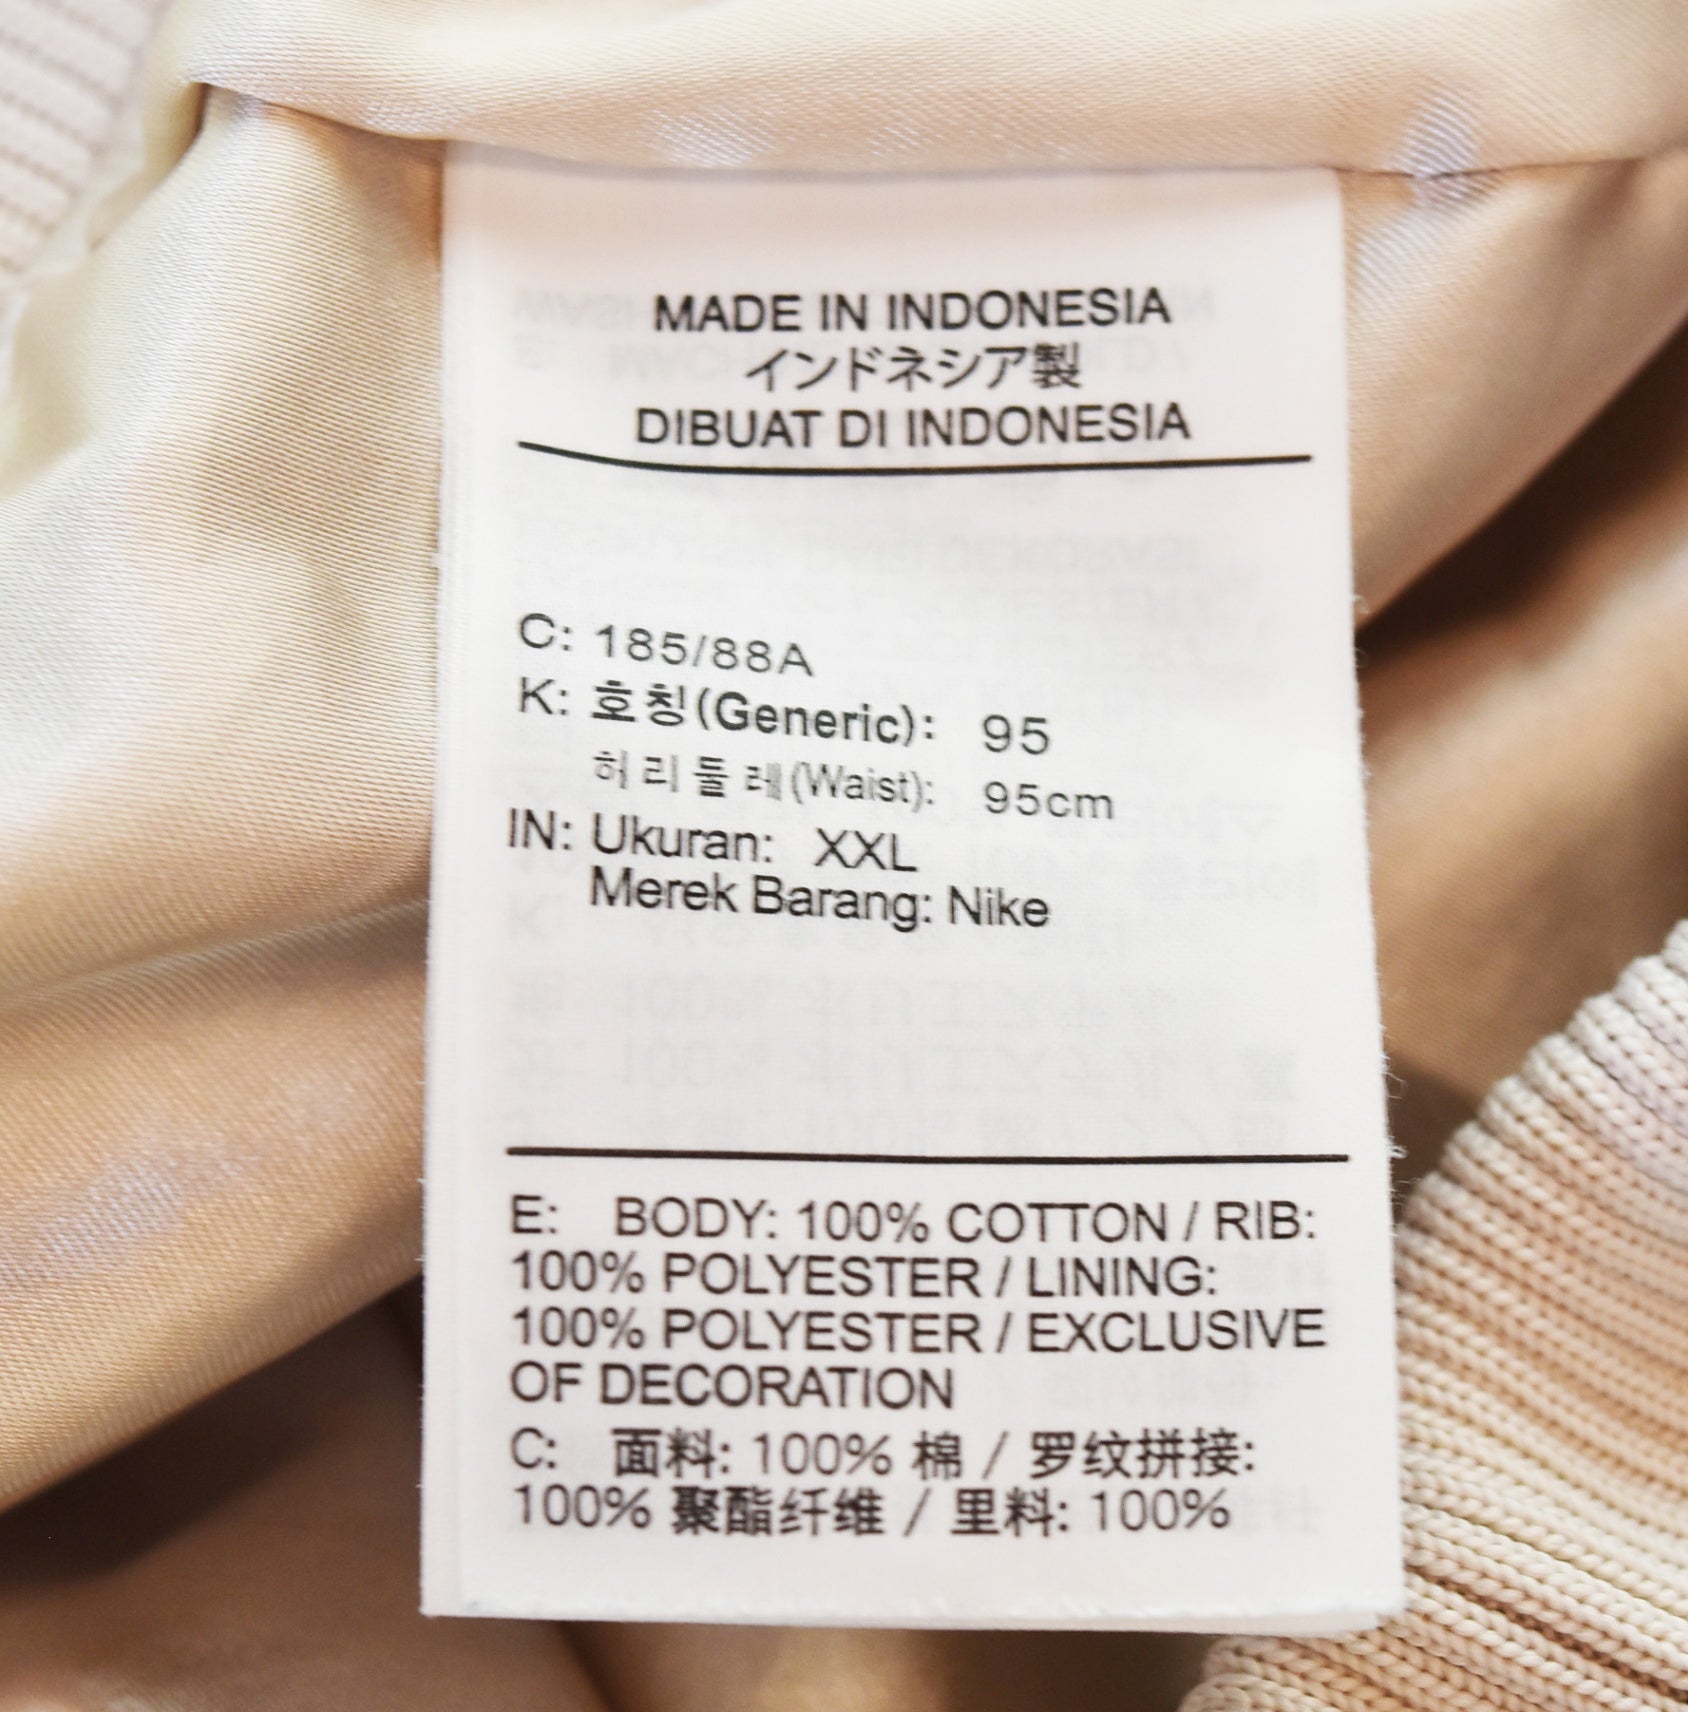 MADE IN INDONESIA
インドネシア製
DIBUAT DI INDONESIA
C: 185/88A
K: 호칭(Generic): 95
허리둘레(Waist): 95cm
IN: Ukuran: XXL
Merek Barang: Nike
E: BODY: 100% COTTON / RIB:
100% POLYESTER / LINING:
100% POLYESTER / EXCLUSIVE
OF DECORATION
C: 面料: 100% 棉 / 罗纹拼接:
100% 聚酯纤维 / 里料: 100%